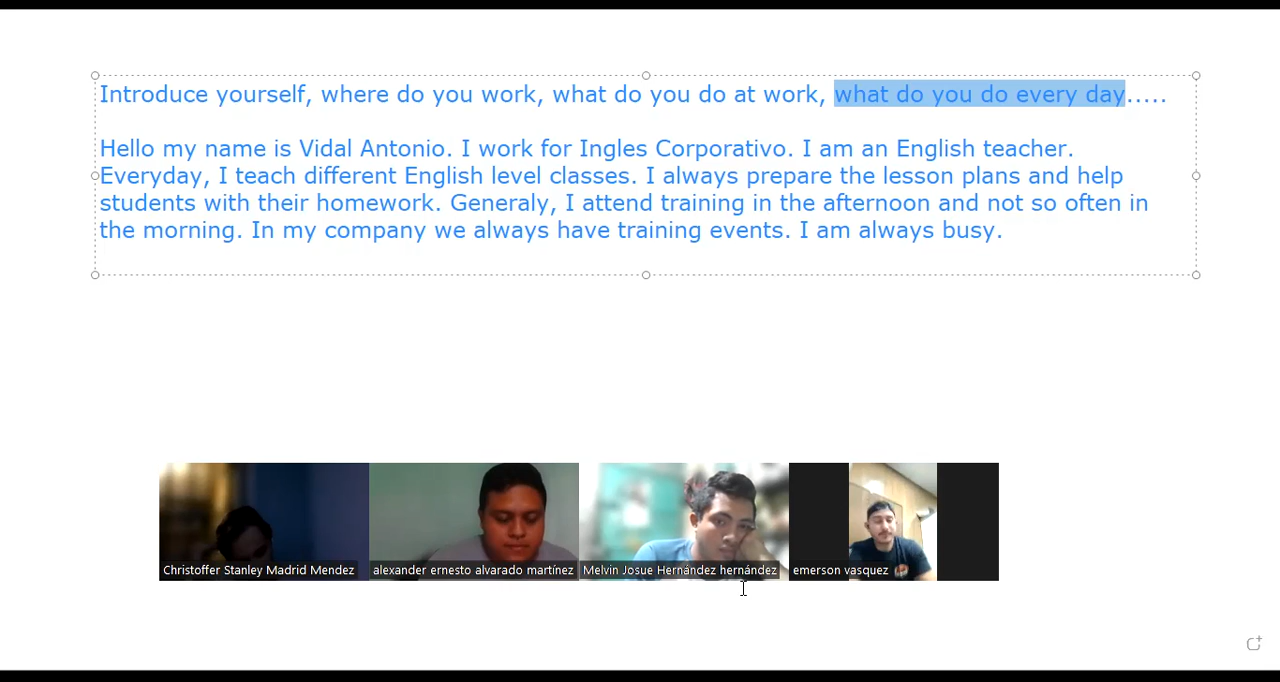 Introduce yourself, where do you work, what do you do at work, what do you do every day.....
Hello my name is Vidal Antonio. I work for Ingles Corporativo. I am an English teacher.
Everyday, I teach different English level classes. I always prepare the lesson plans and help
students with their homework. Generaly, I attend training in the afternoon and not so often in
the morning. In my company we always have training events. I am always busy.
Christoffer Stanley Madrid Mendez
alexander ernesto alvarado martínez
Melvin Josue Hernández hernández
emerson vasquez